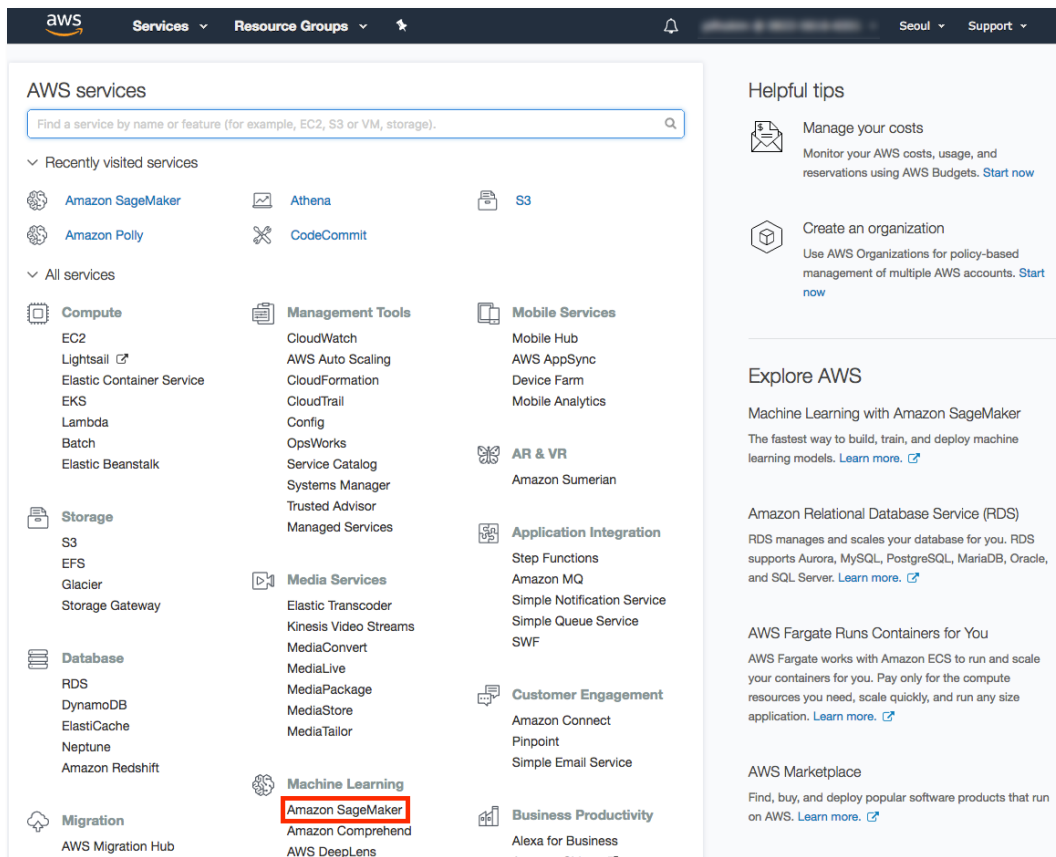 aws
Services
Resource Groups
Seoul
Support
AWS services
Find a service by name or feature (for example, EC2, S3 or VM, storage).
Recently visited services
Amazon SageMaker
Athena
S3
Amazon Polly
CodeCommit
All services
Compute
EC2
Lightsail
Elastic Container Service
EKS
Lambda
Batch
Elastic Beanstalk
Storage
S3
EFS
Glacier
Storage Gateway
Database
RDS
DynamoDB
ElastiCache
Neptune
Amazon Redshift
Migration
AWS Migration Hub
Management Tools
CloudWatch
AWS Auto Scaling
CloudFormation
CloudTrail
Config
OpsWorks
Service Catalog
Systems Manager
Trusted Advisor
Managed Services
Media Services
Elastic Transcoder
Kinesis Video Streams
MediaConvert
MediaLive
MediaPackage
MediaStore
MediaTailor
Machine Learning
Amazon SageMaker
Amazon Comprehend
AWS DeepLens
Mobile Services
Mobile Hub
AWS AppSync
Device Farm
Mobile Analytics
AR & VR
Amazon Sumerian
Application Integration
Step Functions
Amazon MQ
Simple Notification Service
Simple Queue Service
SWF
Customer Engagement
Amazon Connect
Pinpoint
Simple Email Service
Business Productivity
Alexa for Business
Helpful tips
Manage your costs
Monitor your AWS costs, usage, and
reservations using AWS Budgets. Start now
Create an organization
Use AWS Organizations for policy-based
management of multiple AWS accounts. Start
now
Explore AWS
Machine Learning with Amazon SageMaker
The fastest way to build, train, and deploy machine
learning models. Learn more.
Amazon Relational Database Service (RDS)
RDS manages and scales your database for you. RDS
supports Aurora, MySQL, PostgreSQL, MariaDB, Oracle,
and SQL Server. Learn more.
AWS Fargate Runs Containers for You
AWS Fargate works with Amazon ECS to run and scale
your containers for you. Pay only for the compute
resources you need, scale quickly, and run any size
application. Learn more.
AWS Marketplace
Find, buy, and deploy popular software products that run
on AWS. Learn more.